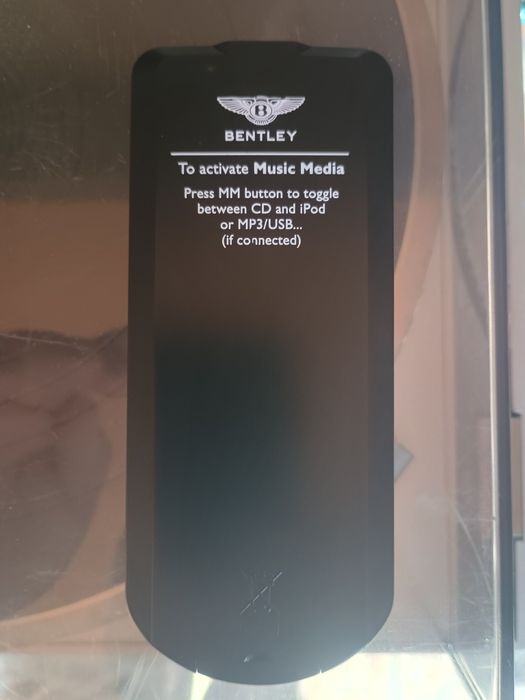 B
BENTLEY
To activate Music Media
Press MM button to toggle
between CD and iPod
or MP3/USB...
(if connected)